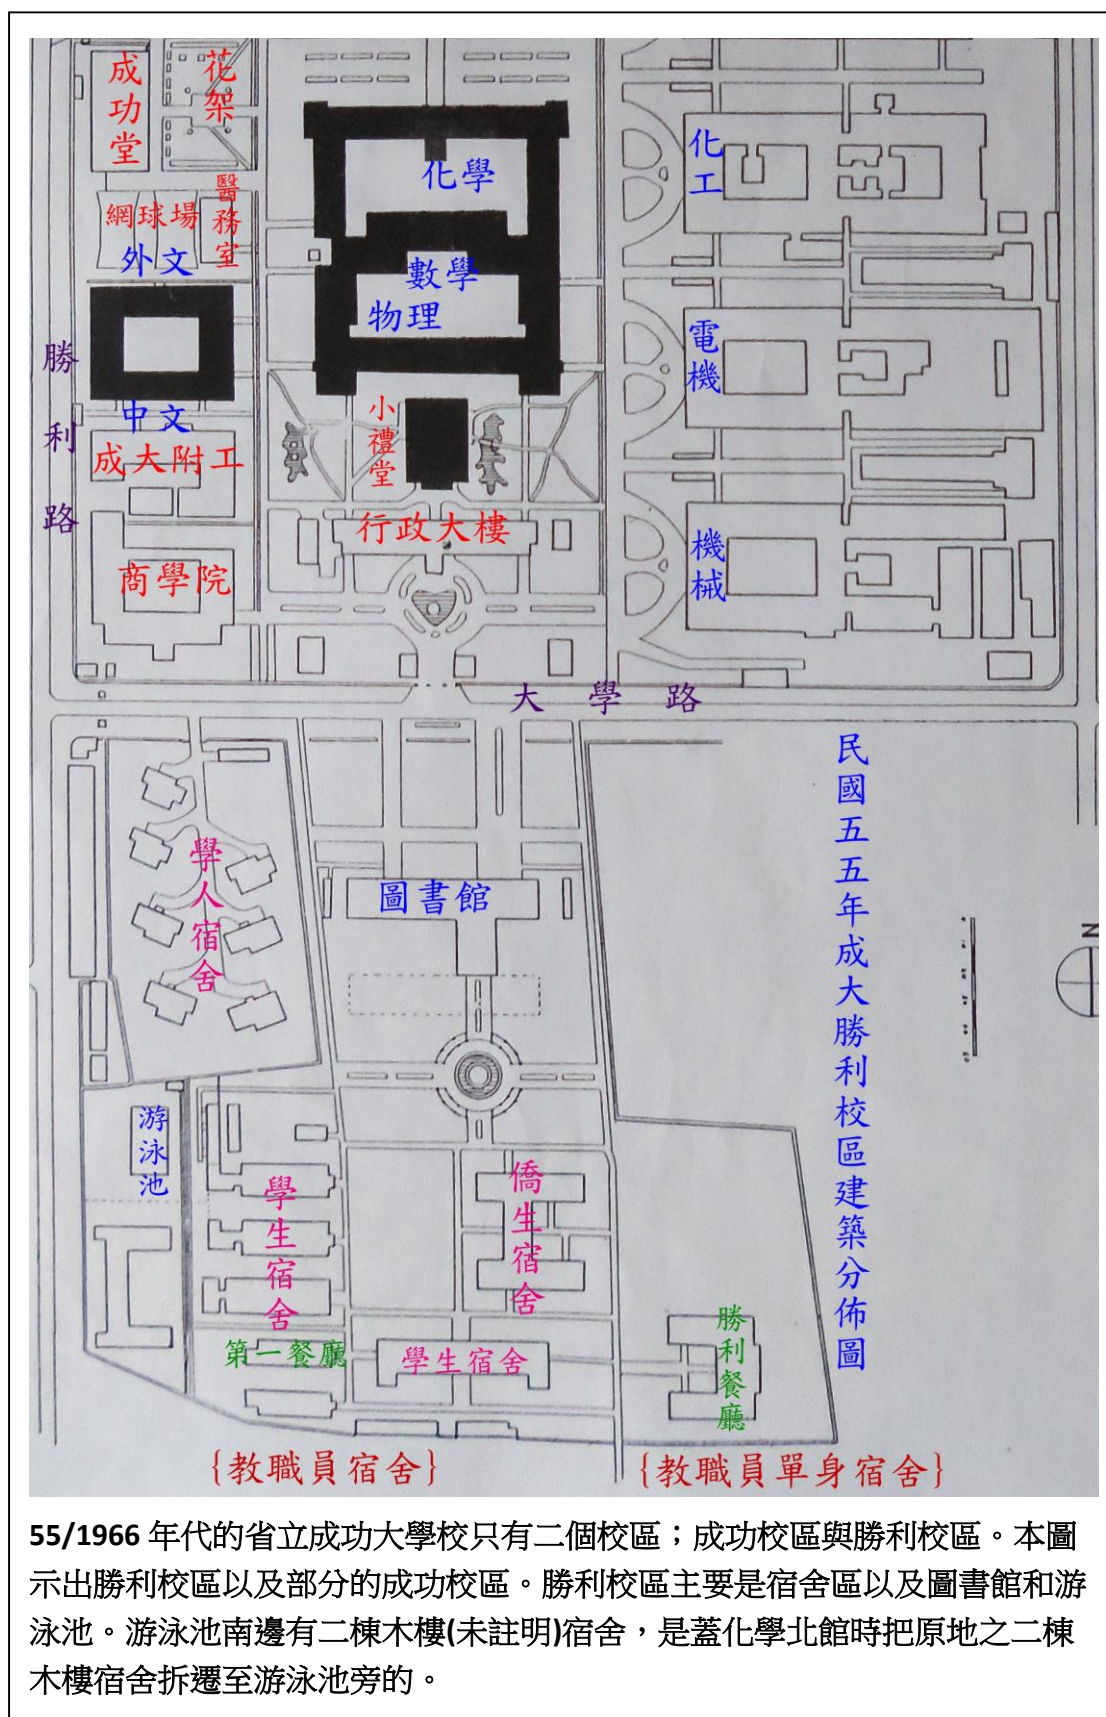 成功堂
花架
醫務室
網球場
外文
中文
成大附工
商學院
勝利路
化學
數學
物理
小禮堂
行政大樓
化工
電機
機械
大學路
民國五五年成大勝利校區建築分佈圖
學人宿舍
圖書館
N
游泳池
學生宿舍
僑生宿舍
第一餐廳
學生宿舍
勝利餐廳
{教職員宿舍}
{教職員單身宿舍}
55/1966 年代的省立成功大學校只有二個校區；成功校區與勝利校區。本圖
示出勝利校區以及部分的成功校區。勝利校區主要是宿舍區以及圖書館和游
泳池。游泳池南邊有二棟木樓(未註明)宿舍，是蓋化學北館時把原地之二棟
木樓宿舍拆遷至游泳池旁的。